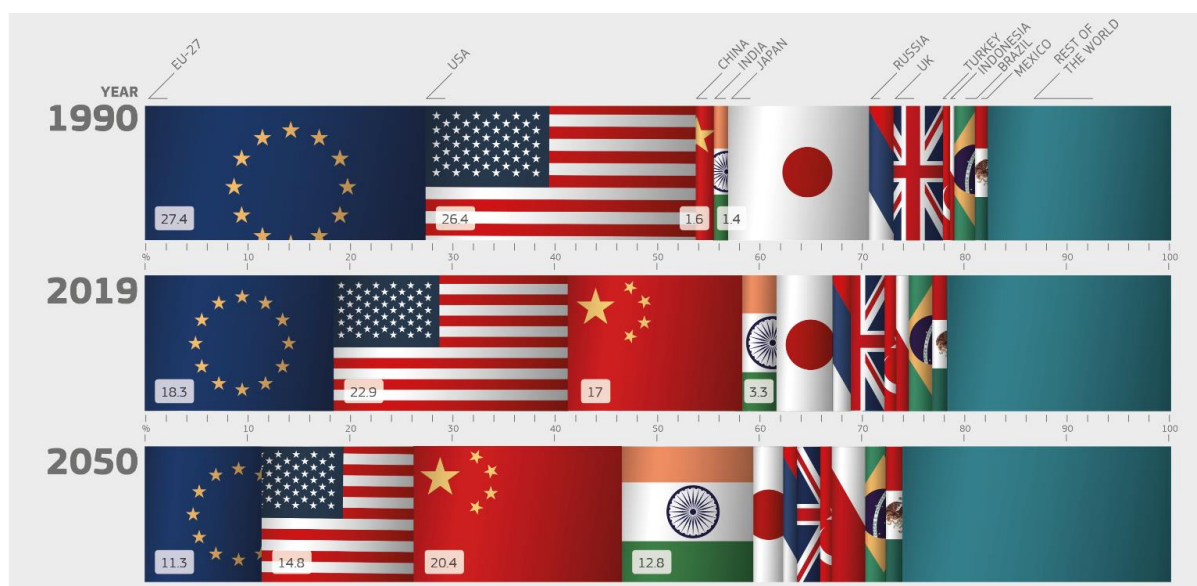 EU-27
USA
CHINA
INDIA
JAPAN
RUSSIA
UK
TURKEY
INDONESIA
BRAZIL
MEXICO
REST OF
THE WORLD
YEAR
1990
27.4
26.4
1.6
1.4
% 10 20 30 40 50 60 70 80 90 100
2019
18.3
22.9
17
3.3
% 10 20 30 40 50 60 70 80 90 100
2050
11.3
14.8
20.4
12.8